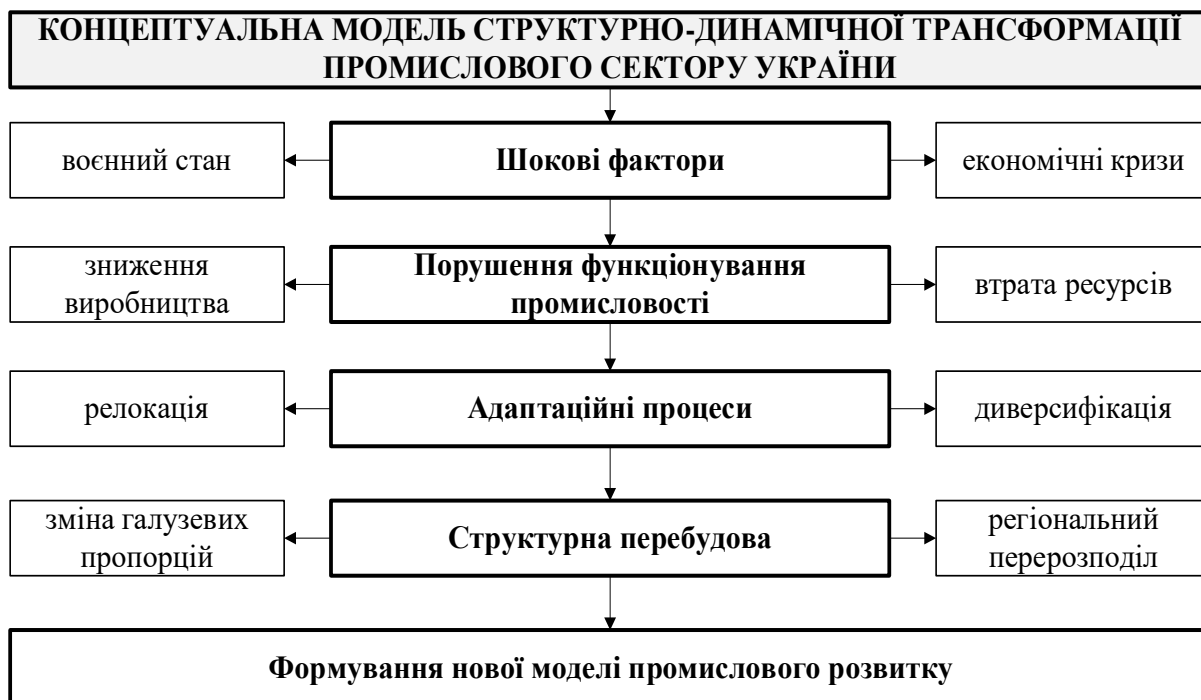 КОНЦЕПТУАЛЬНА МОДЕЛЬ СТРУКТУРНО-ДИНАМІЧНОЇ ТРАНСФОРМАЦІЇ
ПРОМИСЛОВОГО СЕКТОРУ УКРАЇНИ
воєнний стан
Шокові фактори
економічні кризи
зниження
виробництва
Порушення функціонування
промисловості
втрата ресурсів
релокація
Адаптаційні процеси
диверсифікація
зміна галузевих
пропорцій
Структурна перебудова
регіональний
перерозподіл
Формування нової моделі промислового розвитку